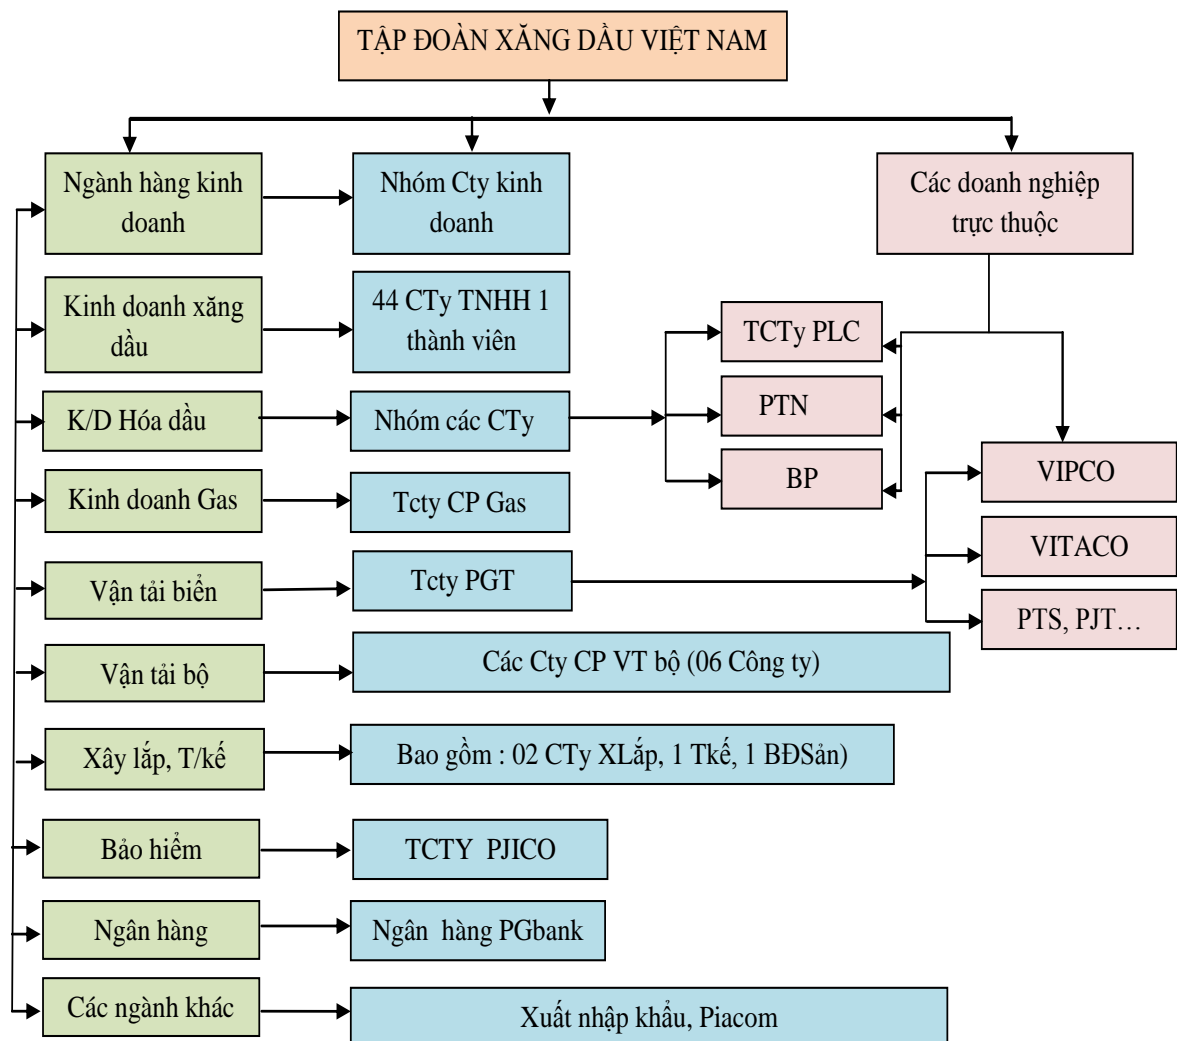 TẬP ĐOÀN XĂNG DẦU VIỆT NAM
Ngành hàng kinh
doanh
Nhóm Cty kinh
doanh
Các doanh nghiệp
trực thuộc
Kinh doanh xăng
dầu
44 CTy TNHH 1
thành viên
TCTy PLC
K/D Hóa dầu
Nhóm các CTy
PTN
BP
VIPCO
Kinh doanh Gas
Tcty CP Gas
VITACO
Vận tải biển
Tcty PGT
PTS, PJT…
Vận tải bộ
Các Cty CP VT bộ (06 Công ty)
Xây lắp, T/kế
Bao gồm : 02 CTy XLắp, 1 Tkế, 1 BĐSản)
Bảo hiểm
TCTY PJICO
Ngân hàng
Ngân hàng PGbank
Các ngành khác
Xuất nhập khẩu, Piacom